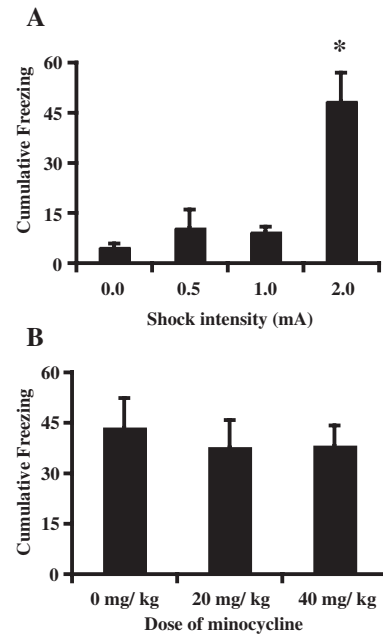 A
*
60
45
30
15
0
Cumulative Freezing
0.0 0.5 1.0 2.0
Shock intensity (mA)
B
60
45
30
15
0
Cumulative Freezing
0 mg/ kg 20 mg/ kg 40 mg/ kg
Dose of minocycline